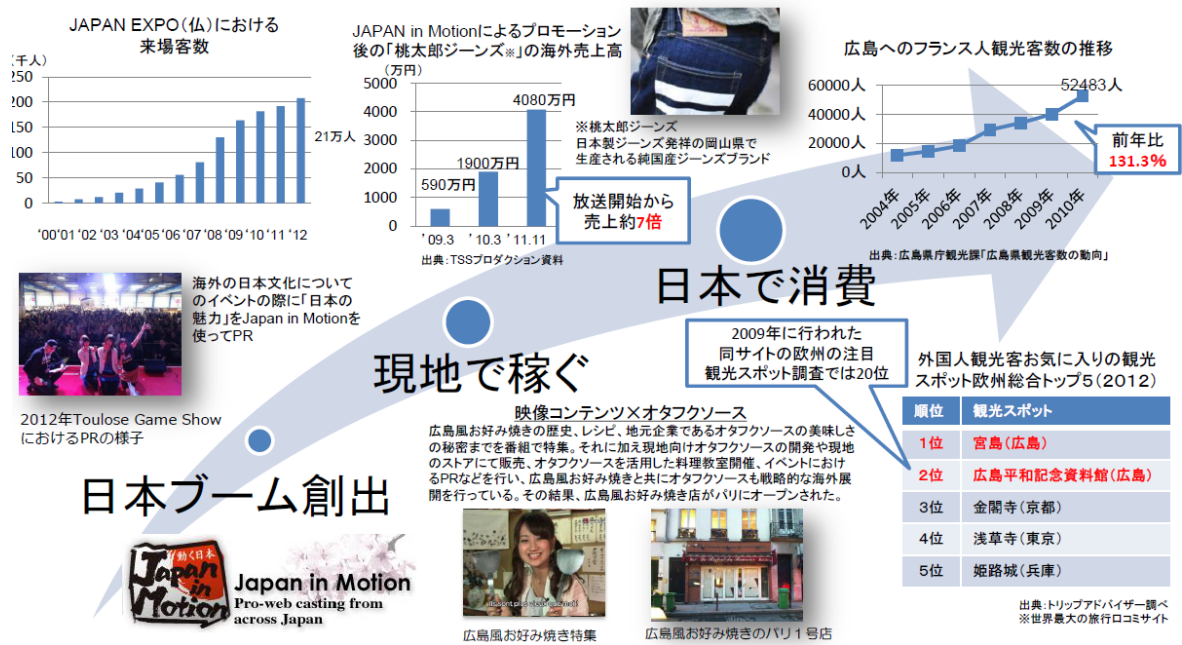 JAPAN EXPO(仏)における
来場客数
(千人)
250
200
150
100
50
0
21万人
‘00‘01 ‘02 ‘03 ‘04‘05 ‘06 ‘07 ‘08 ‘09 ‘10 ‘11 ‘12
JAPAN in Motionによるプロモーション
後の「桃太郎ジーンズ※」の海外売上高
(万円)
5000
4000
3000
2000
1000
0
590万円
1900万円
4080万円
’09.3 ’10.3 ’11.11
出典:TSSプロダクション資料
放送開始から
売上約7倍
※桃太郎ジーンズ
日本製ジーンズ発祥の岡山県で
生産される純国産ジーンズブランド
広島へのフランス人観光客数の推移
60000人
40000人
20000人
0人
52483人
前年比
131.3%
2004年 2005年 2006年 2007年 2008年 2009年 2010年
出典:広島県庁観光課「広島県観光客数の動向」
海外の日本文化について
のイベントの際に「日本の
魅力」をJapan in Motionを
使ってPR
2012年Toulose Game Show
におけるPRの様子
日本ブーム創出
現地で稼ぐ
日本で消費
動く日本
Japan
in
Motion
Japan in Motion
Pro-web casting from
across Japan
映像コンテンツ×オタフクソース
広島風お好み焼きの歴史、レシピ、地元企業であるオタフクソースの美味しさ
の秘密までを番組で特集。それに加え現地向けオタフクソースの開発や現地
のストアにて販売、オタフクソースを活用した料理教室開催、イベントにおけ
るPRなどを行い、広島風お好み焼きと共にオタフクソースも戦略的な海外展
開を行っている。その結果、広島風お好み焼き店がパリにオープンされた。
広島風お好み焼き特集
広島風お好み焼きのパリ1号店
2009年に行われた
同サイトの欧州の注目
観光スポット調査では20位
外国人観光客お気に入りの観光
スポット欧州総合トップ5(2012)
順位 観光スポット
1位 宮島(広島)
2位 広島平和記念資料館(広島)
3位 金閣寺(京都)
4位 浅草寺(東京)
5位 姫路城(兵庫)
出典:トリップアドバイザー調べ
※世界最大の旅行口コミサイト